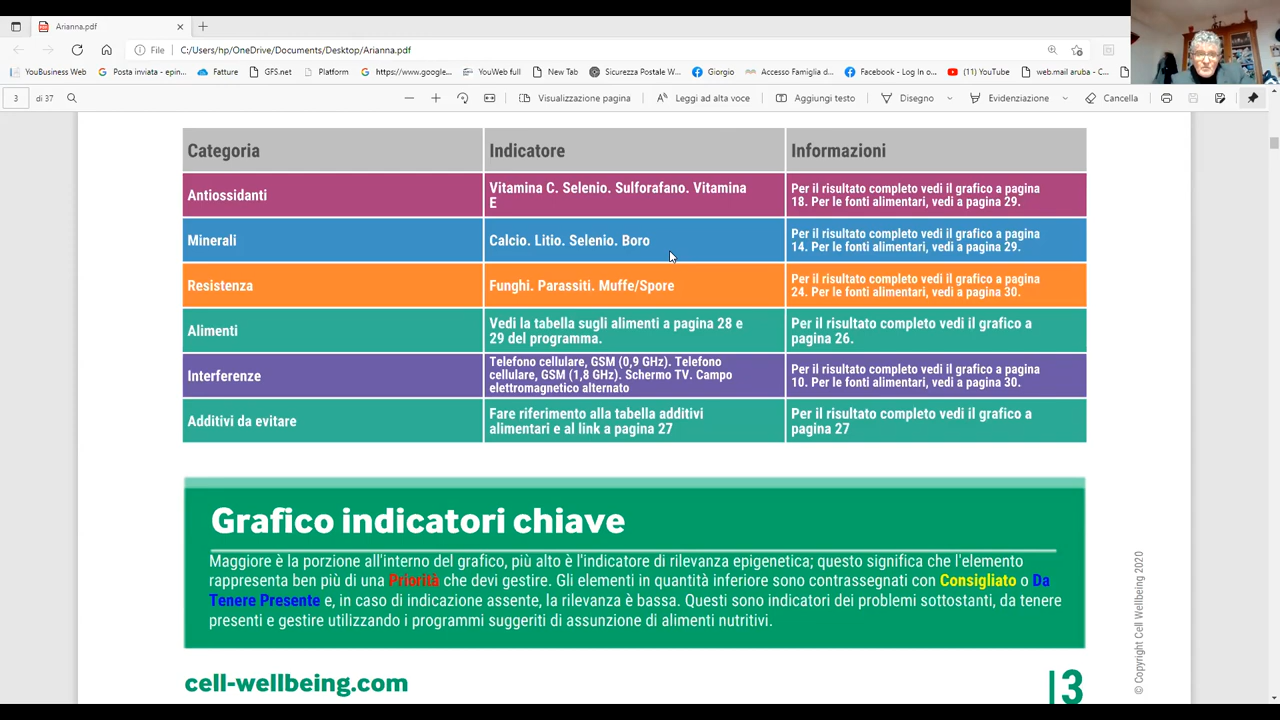 Arianna.pdf
File C:/Users/hp/OneDrive/Documents/Desktop/Arianna.pdf
YouBusiness Web Posta inviata - epin... Fatture GFS.net Platform https://www.google... YouWeb full New Tab Sicurezza Postale W... Giorgio Accesso Famiglia d... Facebook - Log In o... (11) YouTube web.mail aruba - C...
3 di 37 Visualizzazione pagina Leggi ad alta voce Aggiungi testo Disegno Evidenziazione Cancella
Categoria Indicatore Informazioni
Antiossidanti
Vitamina C. Selenio. Sulforafano. Vitamina
E
Per il risultato completo vedi il grafico a pagina
18. Per le fonti alimentari, vedi a pagina 29.
Minerali
Calcio. Litio. Selenio. Boro
Per il risultato completo vedi il grafico a pagina
14. Per le fonti alimentari, vedi a pagina 29.
Resistenza
Funghi. Parassiti. Muffe/Spore
Per il risultato completo vedi il grafico a pagina
24. Per le fonti alimentari, vedi a pagina 30.
Alimenti
Vedi la tabella sugli alimenti a pagina 28 e
29 del programma.
Per il risultato completo vedi il grafico a
pagina 26.
Interferenze
Telefono cellulare, GSM (0,9 GHz). Telefono
cellulare, GSM (1,8 GHz). Schermo TV. Campo
elettromagnetico alternato
Per il risultato completo vedi il grafico a pagina
10. Per le fonti alimentari, vedi a pagina 30.
Additivi da evitare
Fare riferimento alla tabella additivi
alimentari e al link a pagina 27
Per il risultato completo vedi il grafico a
pagina 27
Grafico indicatori chiave
Maggiore è la porzione all'interno del grafico, più alto è l'indicatore di rilevanza epigenetica; questo significa che l'elemento
rappresenta ben più di una Priorità che devi gestire. Gli elementi in quantità inferiore sono contrassegnati con Consigliato o Da
Tenere Presente e, in caso di indicazione assente, la rilevanza è bassa. Questi sono indicatori dei problemi sottostanti, da tenere
presenti e gestire utilizzando i programmi suggeriti di assunzione di alimenti nutritivi.
cell-wellbeing.com
|3
© Copyright Cell Wellbeing 2020